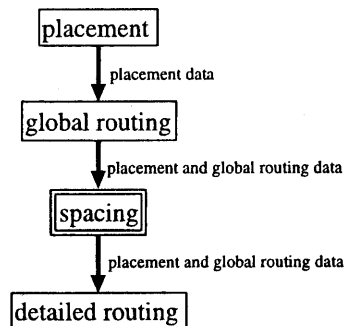 placement
placement data
global routing
placement and global routing data
spacing
placement and global routing data
detailed routing